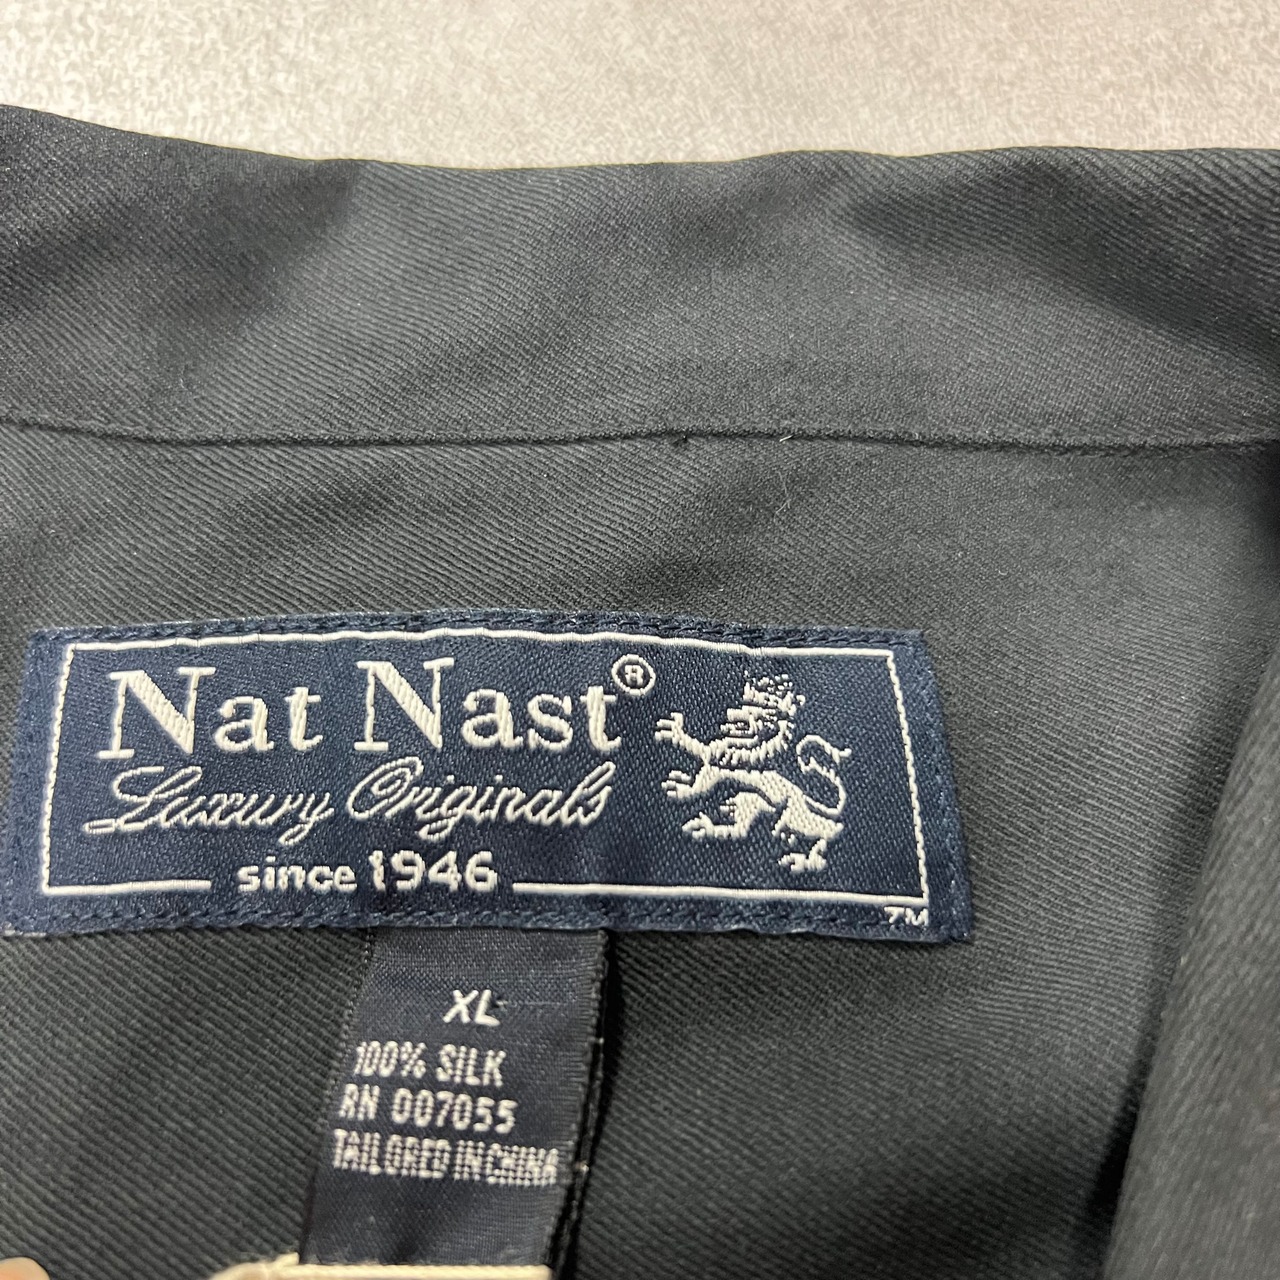 Nat Nast®
Luxury Originals
since 1946
TM
XL
100% SILK
RN 007055
TAILORED IN CHINA